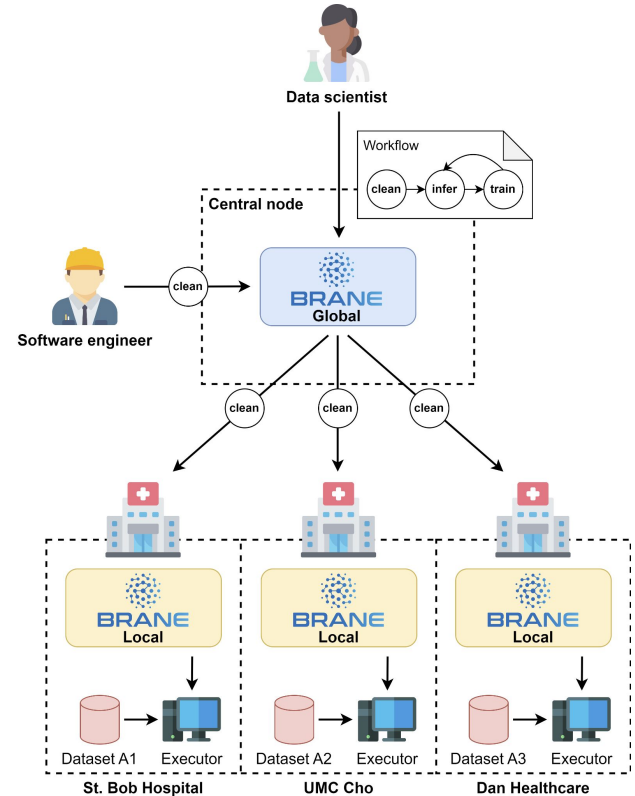 Data scientist
Workflow
clean
infer
train
Central node
clean
BRANE
Global
Software engineer
clean
clean
clean
BRANE
Local
BRANE
Local
BRANE
Local
Dataset A1
Executor
Dataset A2
Executor
Dataset A3
Executor
St. Bob Hospital
UMC Cho
Dan Healthcare